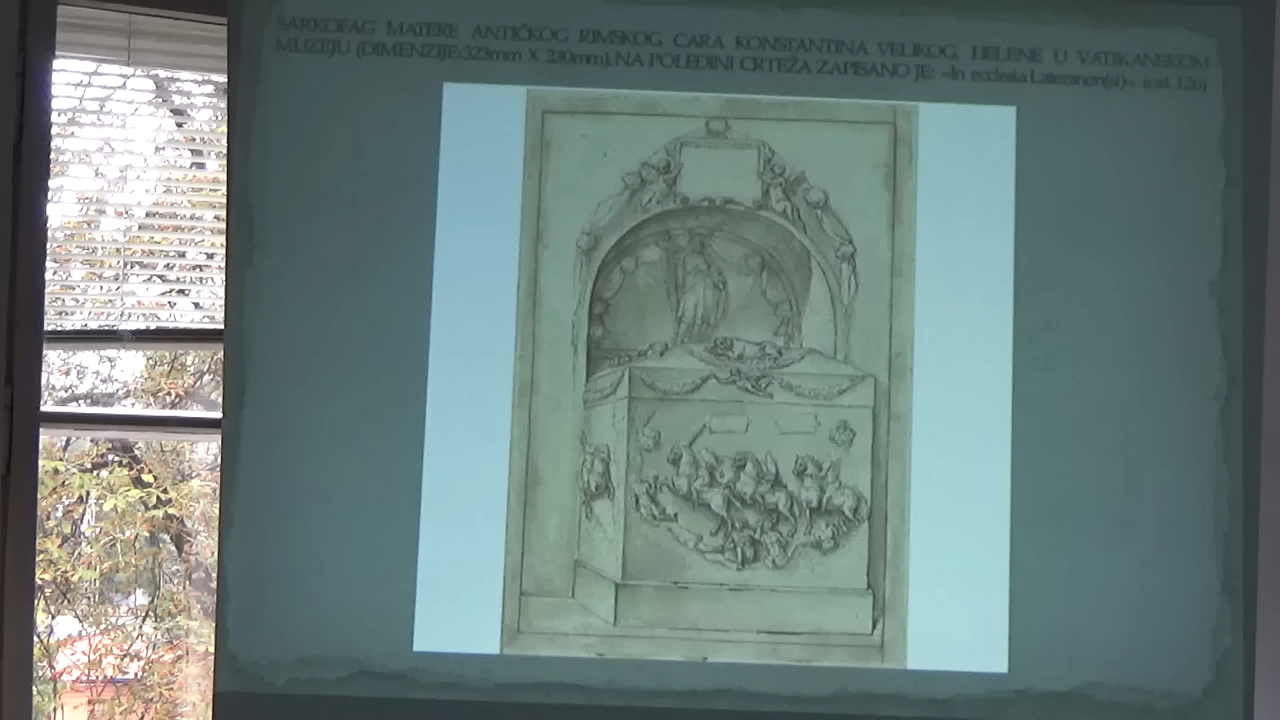 SARKOFAG MATERE ANTIČKOG RIMSKOG CARA KONSTANTINA VELIKOG, HELENE U VATIKANSKOM
MUZEJU (DIMENZIJE:323mm X 230mm). NA POLEĐINI CRTEŽA ZAPISANO JE: »In ecclesia Lateranen(si)«. (cat. 126)